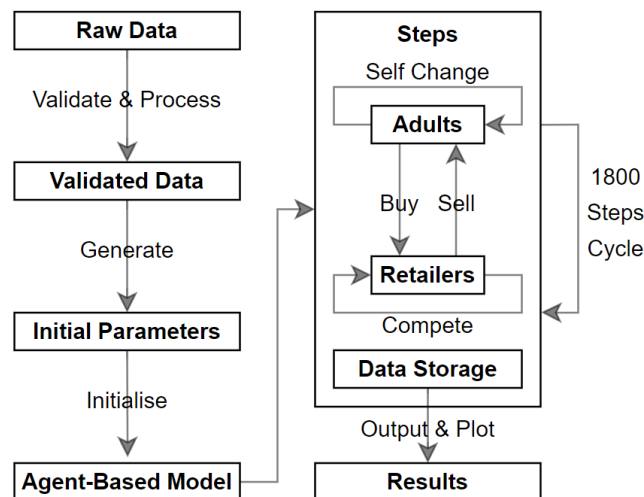 Raw Data
Validate & Process
Validated Data
Generate
Initial Parameters
Initialise
Agent-Based Model
Steps
Self Change
Adults
Buy
Sell
Retailers
Compete
Data Storage
1800
Steps
Cycle
Output & Plot
Results